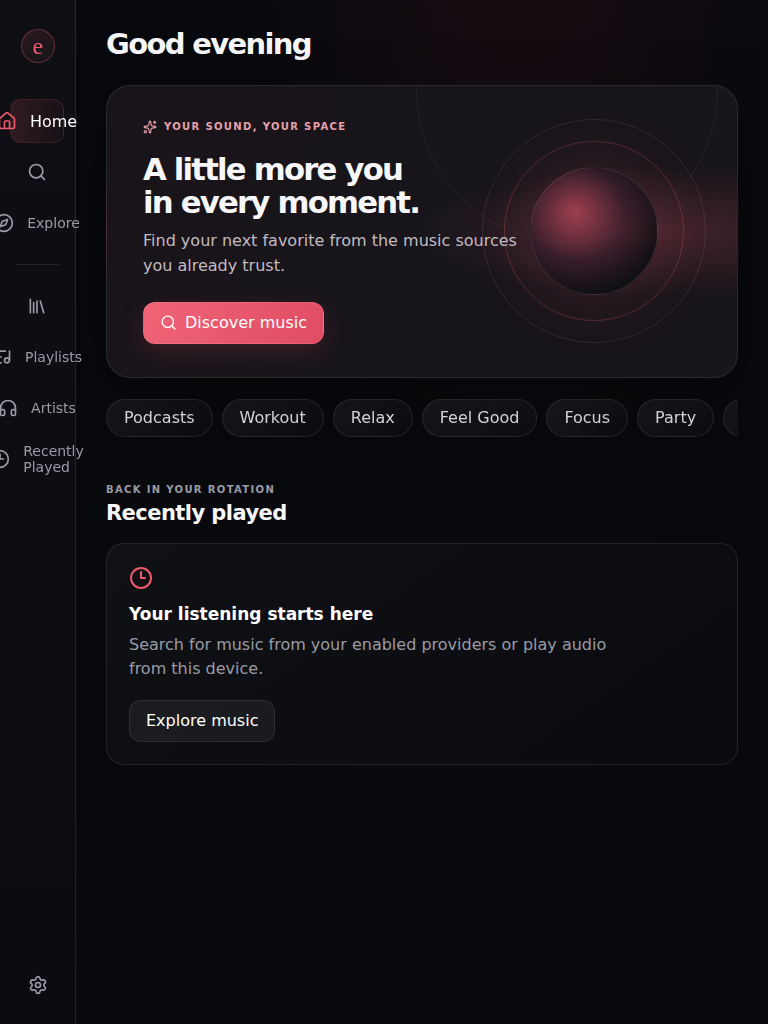 e
Home
Explore
Playlists
Artists
Recently
Played
Good evening
YOUR SOUND, YOUR SPACE
A little more you
in every moment.
Find your next favorite from the music sources
you already trust.
Discover music
Podcasts
Workout
Relax
Feel Good
Focus
Party
BACK IN YOUR ROTATION
Recently played
Your listening starts here
Search for music from your enabled providers or play audio
from this device.
Explore music